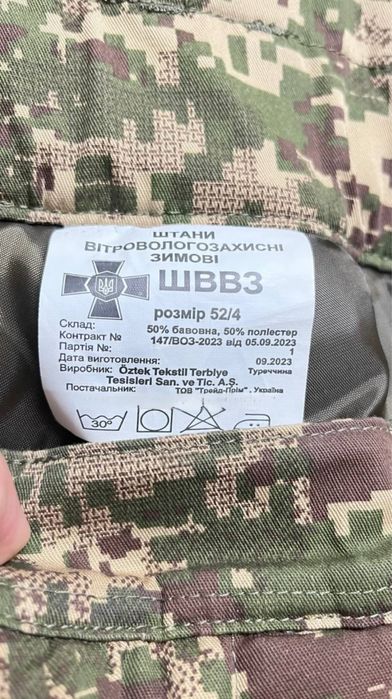 ШТАНИ
ВІТРОВОЛОГОЗАХИСНІ
ЗИМОВІ
ШВВЗ
розмір 52/4
Склад: 50% бавовна, 50% поліестер
Контракт № 147/ВОЗ-2023 від 05.09.2023
Партія №: 1
Дата виготовлення: 09.2023
Виробник: Öztek Tekstil Terbiye Туреччина
Tesisleri San. ve Tic. A.Ş.
Постачальник: ТОВ "Трейд-Прім". Україна
30°